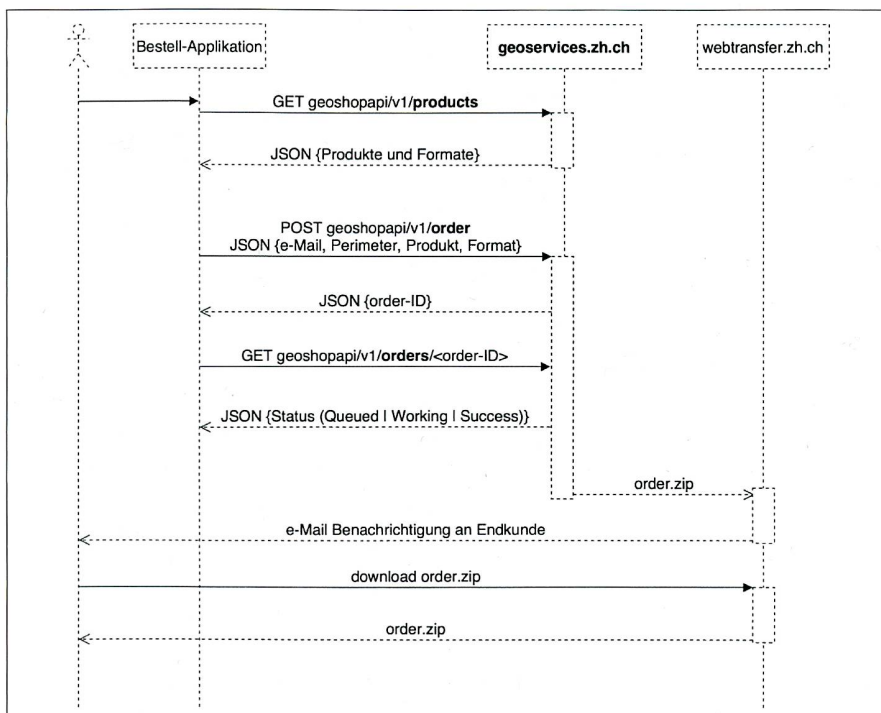 Bestell-Applikation
geoservices.zh.ch
webtransfer.zh.ch
GET geoshopapi/v1/products
JSON {Produkte und Formate}
POST geoshopapi/v1/order
JSON {e-Mail, Perimeter, Produkt, Format}
JSON {order-ID}
GET geoshopapi/v1/orders/<order-ID>
JSON {Status (Queued | Working | Success)}
order.zip
e-Mail Benachrichtigung an Endkunde
download order.zip
order.zip